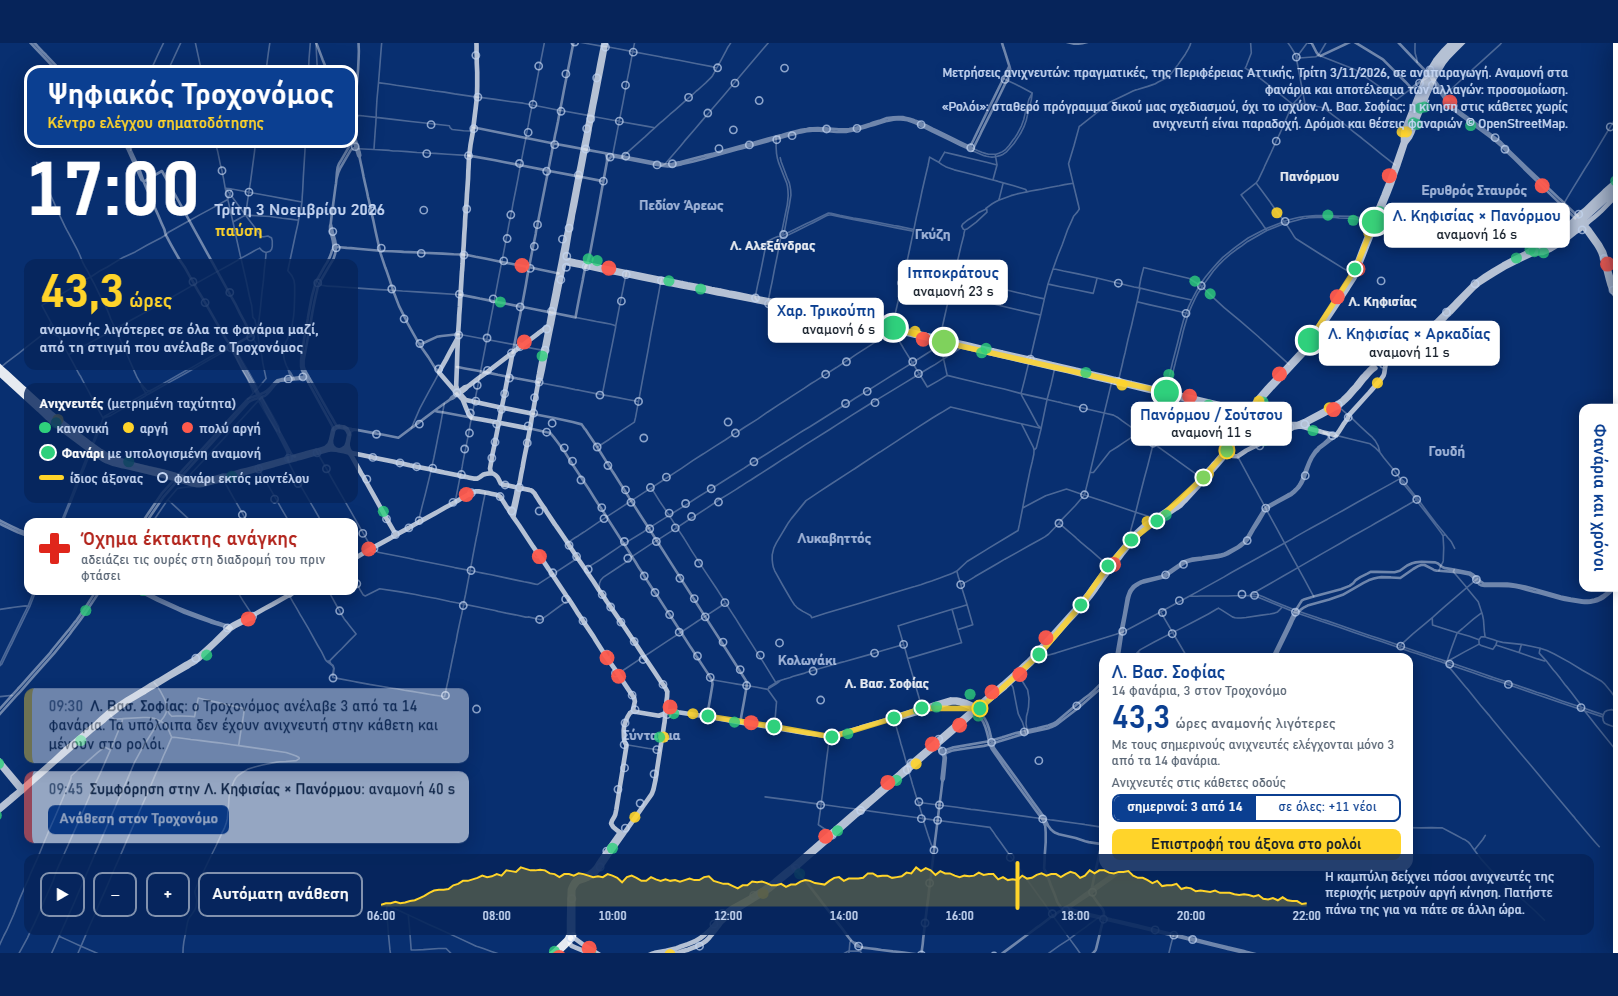 Ψηφιακός Τροχονόμος
Κέντρο ελέγχου σηματοδότησης
17:00
Τρίτη 3 Νοεμβρίου 2026
παύση
43,3 ώρες
αναμονής λιγότερες σε όλα τα φανάρια μαζί,
από τη στιγμή που ανέλαβε ο Τροχονόμος
Ανιχνευτές (μετρημένη ταχύτητα)
κανονική αργή πολύ αργή
Φανάρι με υπολογισμένη αναμονή
ίδιος άξονας φανάρι εκτός μοντέλου
Όχημα έκτακτης ανάγκης
αδειάζει τις ουρές στη διαδρομή του πριν
φτάσει
Μετρήσεις ανιχνευτών: πραγματικές, της Περιφέρειας Αττικής, Τρίτη 3/11/2026, σε αναπαραγωγή. Αναμονή στα
φανάρια και αποτέλεσμα των αλλαγών: προσομοίωση.
«Ρολόι»: σταθερό πρόγραμμα δικού μας σχεδιασμού, όχι το ισχύον. Λ. Βασ. Σοφίας: η κίνηση στις κάθετες χωρίς
ανιχνευτή είναι παραδοχή. Δρόμοι και θέσεις φαναριών © OpenStreetMap.
Πανόρμου
Ερυθρός Σταυρός
Πεδίον Άρεως
Λ. Κηφισίας × Πανόρμου
αναμονή 16 s
Γκύζη
Λ. Αλεξάνδρας
Ιπποκράτους
αναμονή 23 s
Λ. Κηφισίας
Χαρ. Τρικούπη
αναμονή 6 s
Λ. Κηφισίας × Αρκαδίας
αναμονή 11 s
Πανόρμου / Σούτσου
αναμονή 11 s
Γουδή
Φανάρια και χρόνοι
Λυκαβηττός
Κολωνάκι
Λ. Βασ. Σοφίας
Σύνταγμα
09:30 Λ. Βασ. Σοφίας: ο Τροχονόμος ανέλαβε 3 από τα 14
φανάρια. Τα υπόλοιπα δεν έχουν ανιχνευτή στην κάθετη και
μένουν στο ρολόι.
09:45 Συμφόρηση στην Λ. Κηφισίας × Πανόρμου: αναμονή 40 s
Ανάθεση στον Τροχονόμο
Λ. Βασ. Σοφίας
14 φανάρια, 3 στον Τροχονόμο
43,3 ώρες αναμονής λιγότερες
Με τους σημερινούς ανιχνευτές ελέγχονται μόνο 3
από τα 14 φανάρια.
Ανιχνευτές στις κάθετες οδούς
σημερινοί: 3 από 14 σε όλες: +11 νέοι
Επιστροφή του άξονα στο ρολόι
– + Αυτόματη ανάθεση
06:00 08:00 10:00 12:00 14:00 16:00 18:00 20:00 22:00
Η καμπύλη δείχνει πόσοι ανιχνευτές της
περιοχής μετρούν αργή κίνηση. Πατήστε
πάνω της για να πάτε σε άλλη ώρα.